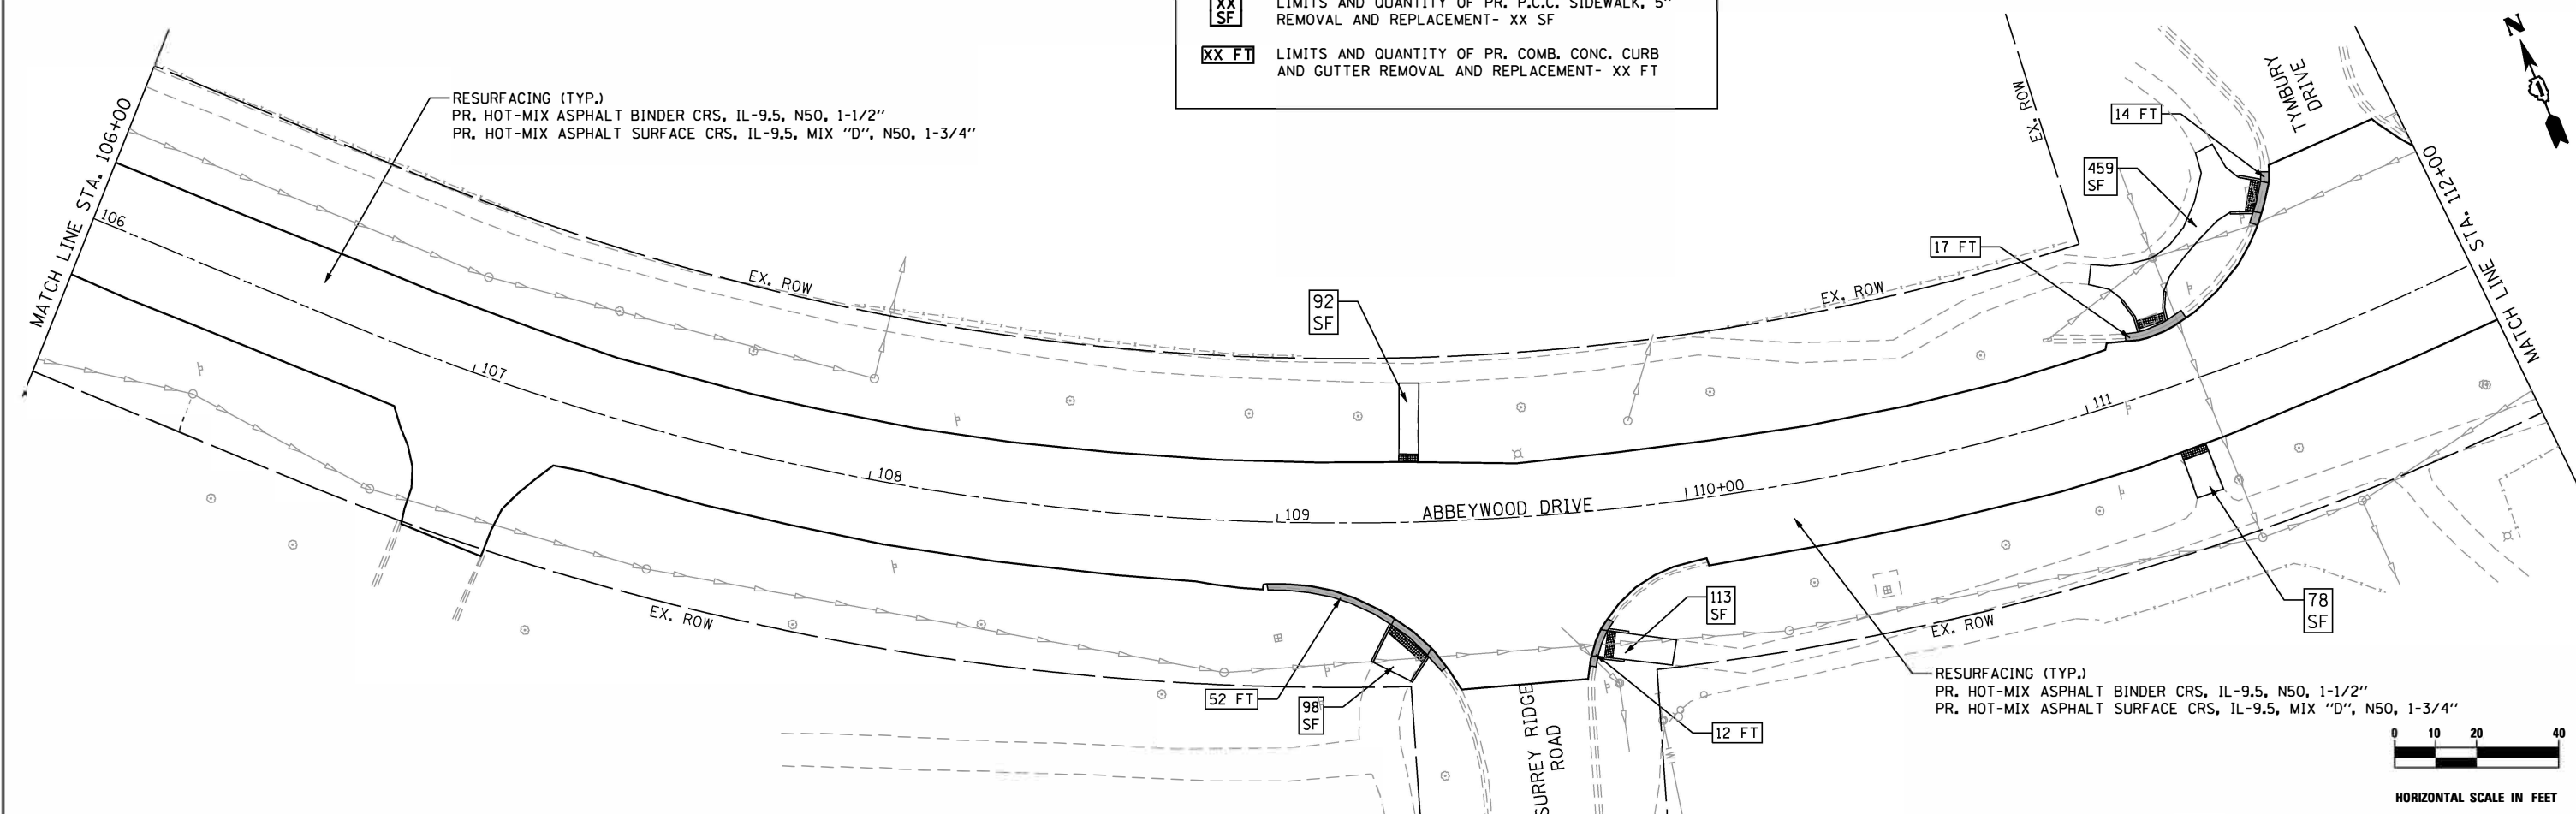 XX
SF
LIMITS AND QUANTITY OF PR. P.C.C. SIDEWALK, 5"
REMOVAL AND REPLACEMENT- XX SF
XX FT
LIMITS AND QUANTITY OF PR. COMB. CONC. CURB
AND GUTTER REMOVAL AND REPLACEMENT- XX FT
N
MATCH LINE STA. 106+00
RESURFACING (TYP.)
PR. HOT-MIX ASPHALT BINDER CRS, IL-9.5, N50, 1-1/2"
PR. HOT-MIX ASPHALT SURFACE CRS, IL-9.5, MIX "D", N50, 1-3/4"
EX. ROW
TYMBURY
DRIVE
14 FT
459
SF
17 FT
MATCH LINE STA. 112+00
MATCH LINE
106
107
108
109
110+00
111
EX. ROW
EX. ROW
92
SF
ABBEYWOOD DRIVE
EX. ROW
52 FT
98
SF
113
SF
12 FT
SURREY RIDGE
ROAD
W
EX. ROW
78
SF
RESURFACING (TYP.)
PR. HOT-MIX ASPHALT BINDER CRS, IL-9.5, N50, 1-1/2"
PR. HOT-MIX ASPHALT SURFACE CRS, IL-9.5, MIX "D", N50, 1-3/4"
0 10 20 40
HORIZONTAL SCALE IN FEET